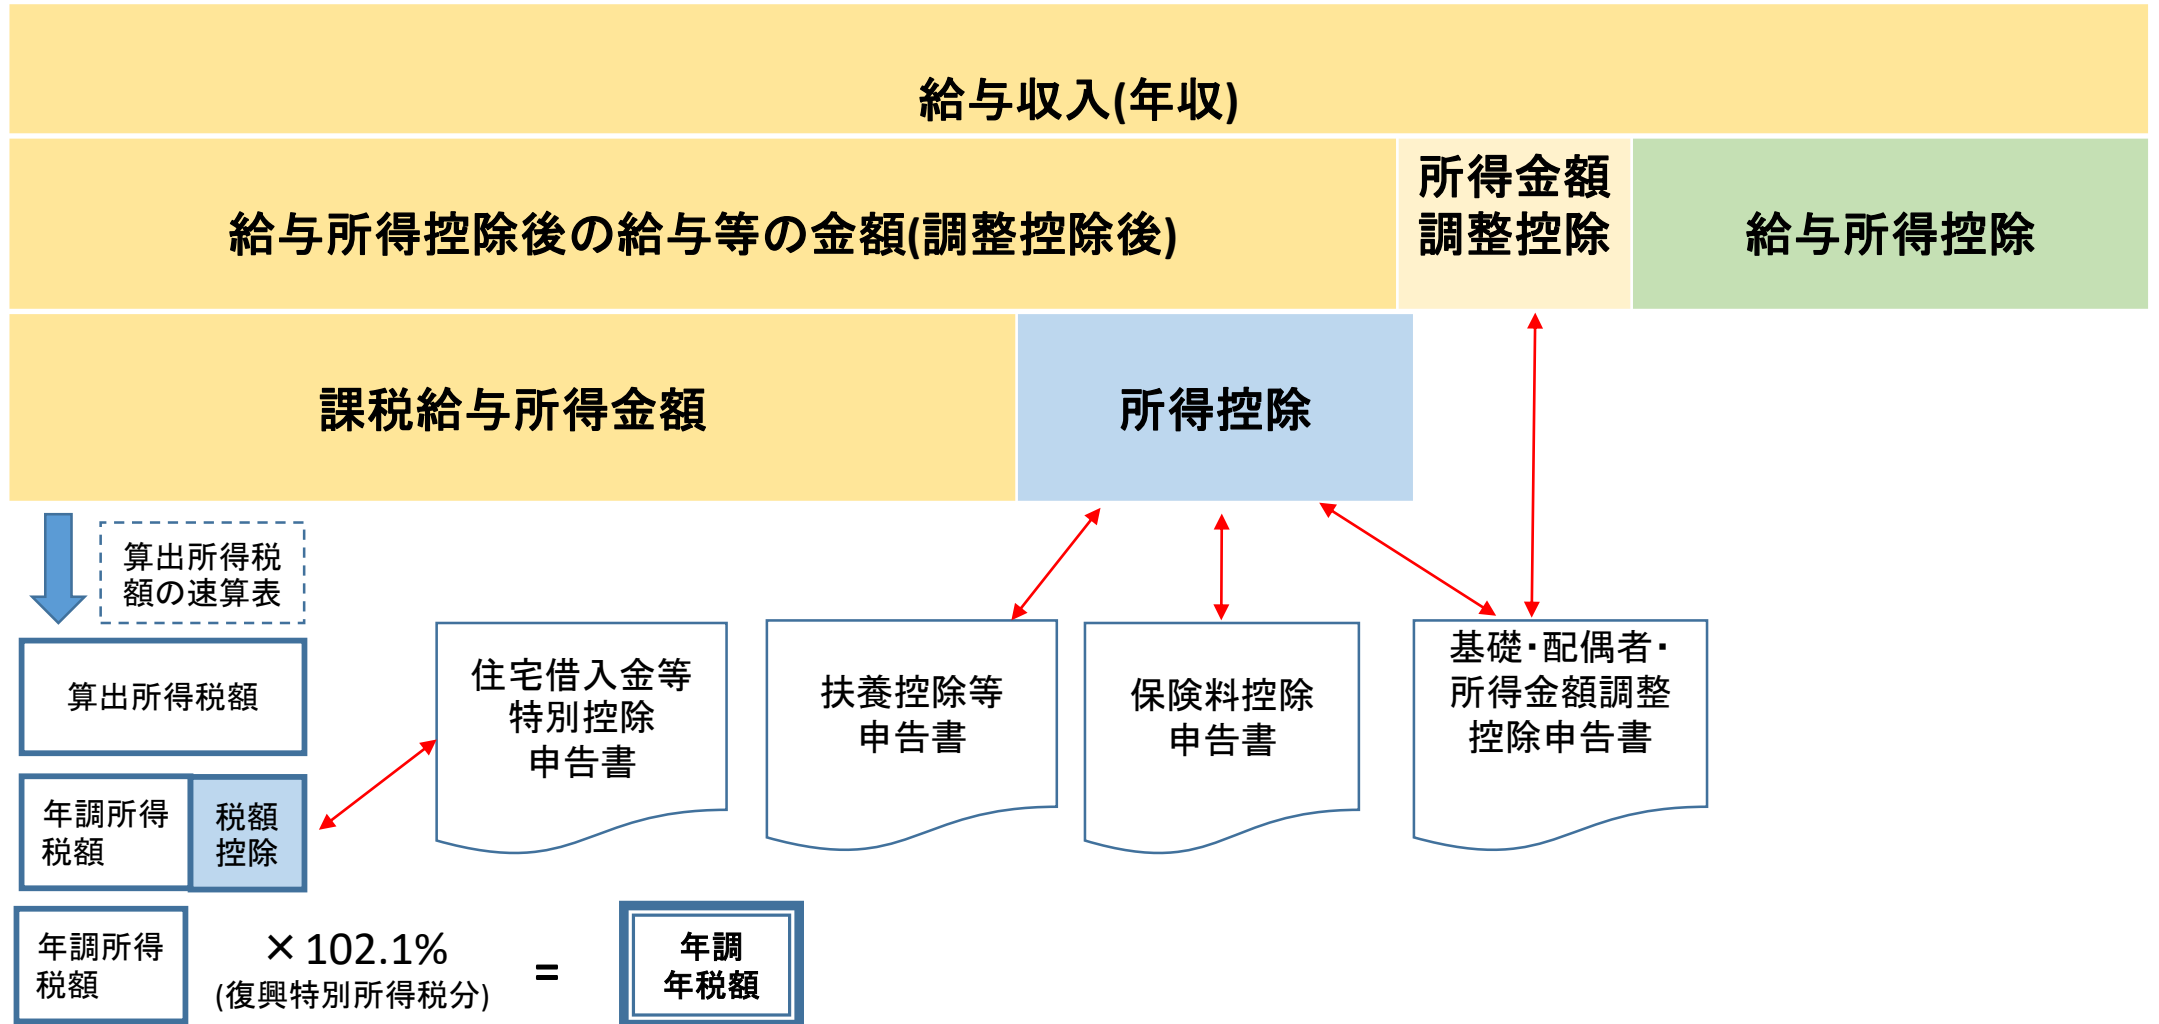 給与収入(年収)
給与所得控除後の給与等の金額(調整控除後)
所得金額
調整控除
給与所得控除
課税給与所得金額
所得控除
算出所得税
額の速算表
算出所得税額
住宅借入金等
特別控除
申告書
扶養控除等
申告書
保険料控除
申告書
基礎・配偶者・
所得金額調整
控除申告書
年調所得
税額
税額
控除
年調所得
税額
×102.1%
(復興特別所得税分)
=
年調
年税額